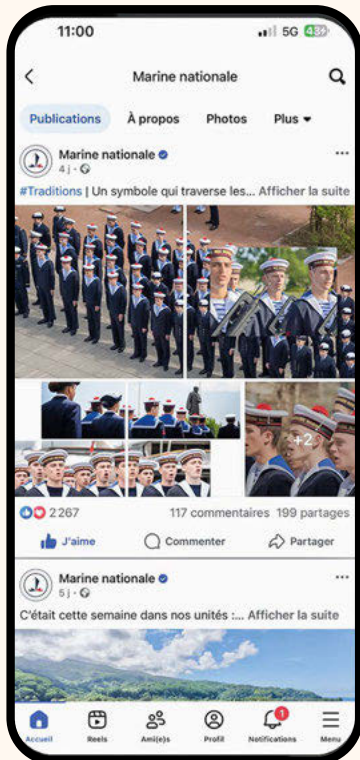 11:00
5G 43
Marine nationale
Publications À propos Photos Plus
Marine nationale
4 j ·
#Traditions | Un symbole qui traverse les... Afficher la suite
+2
2 267 117 commentaires 199 partages
J'aime Commenter Partager
Marine nationale
5 j ·
C'était cette semaine dans nos unités :... Afficher la suite
1
Accueil Reels Ami(e)s Profil Notifications Menu